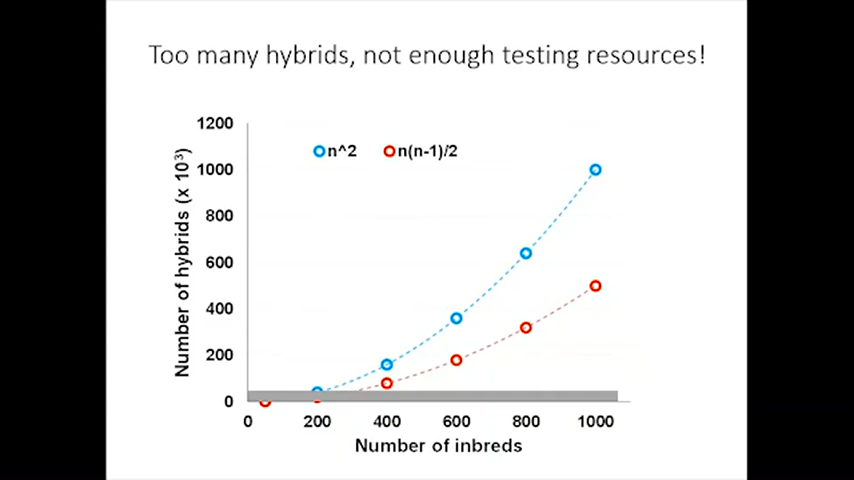 Too many hybrids, not enough testing resources!
1200
n^2 n(n-1)/2
1000
800
600
400
200
0
Number of hybrids (x 10³)
0 200 400 600 800 1000
Number of inbreds